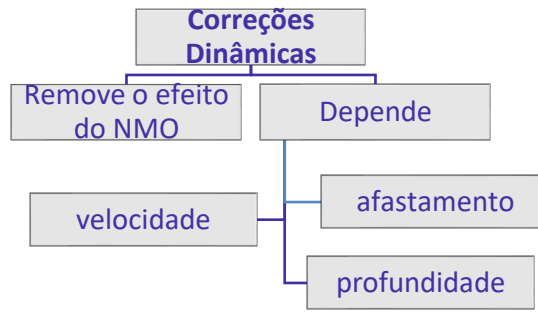 Correções
Dinâmicas
Remove o efeito
do NMO
Depende
velocidade
afastamento
profundidade